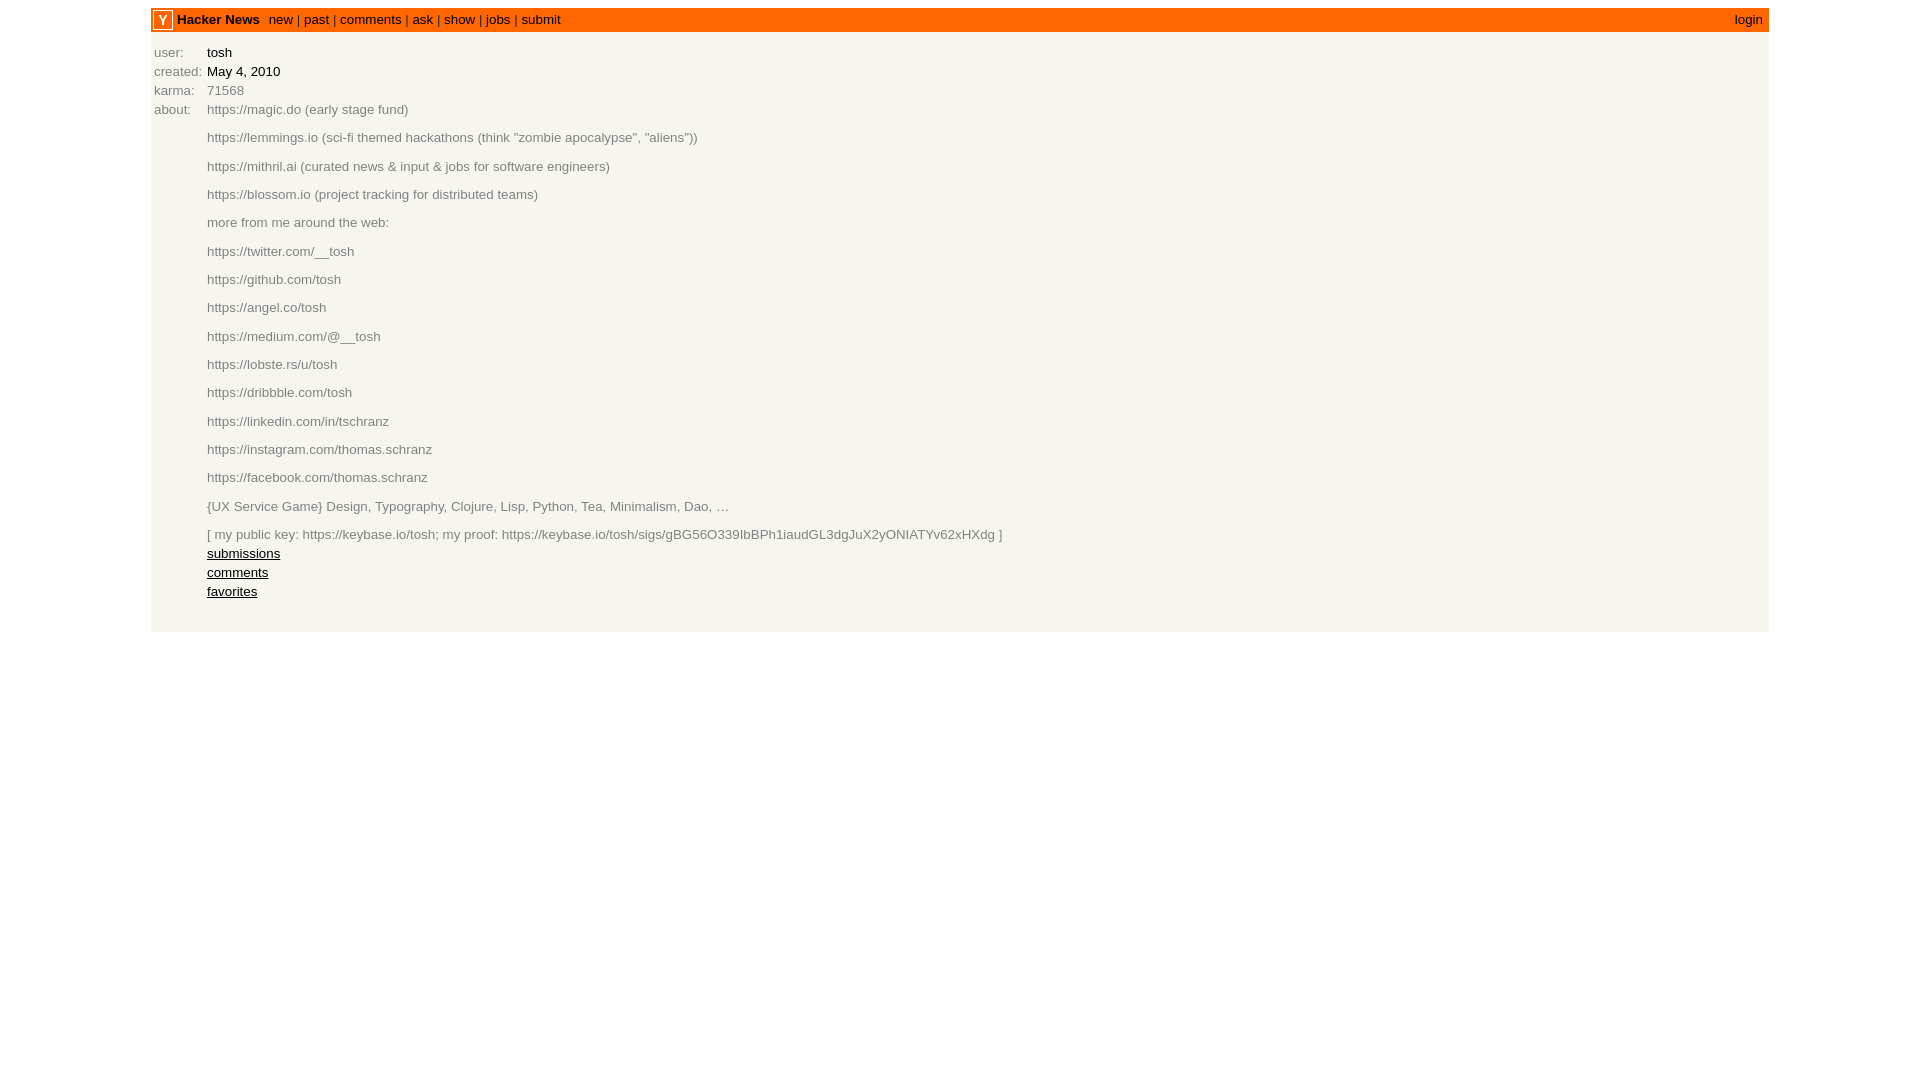 Y Hacker News new | past | comments | ask | show | jobs | submit login
user: tosh
created: May 4, 2010
karma: 71568
about: https://magic.do (early stage fund)
https://lemmings.io (sci-fi themed hackathons (think "zombie apocalypse", "aliens"))
https://mithril.ai (curated news & input & jobs for software engineers)
https://blossom.io (project tracking for distributed teams)
more from me around the web:
https://twitter.com/__tosh
https://github.com/tosh
https://angel.co/tosh
https://medium.com/@__tosh
https://lobste.rs/u/tosh
https://dribbble.com/tosh
https://linkedin.com/in/tschranz
https://instagram.com/thomas.schranz
https://facebook.com/thomas.schranz
{UX Service Game} Design, Typography, Clojure, Lisp, Python, Tea, Minimalism, Dao, …
[ my public key: https://keybase.io/tosh; my proof: https://keybase.io/tosh/sigs/gBG56O339IbBPh1iaudGL3dgJuX2yONIATYv62xHXdg ]
submissions
comments
favorites